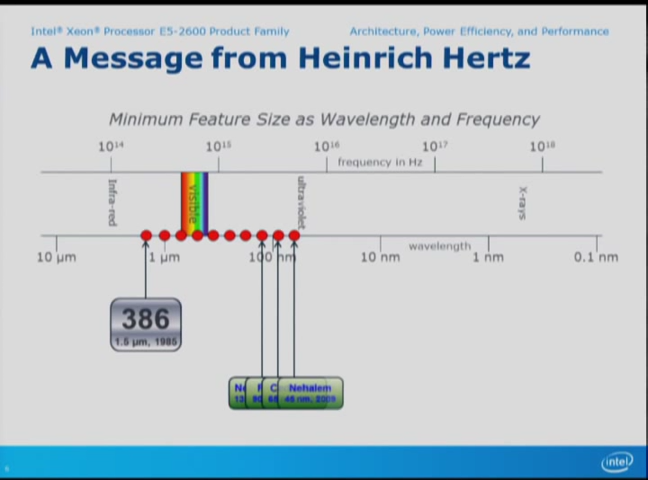 Intel® Xeon® Processor E5-2600 Product Family
Architecture, Power Efficiency, and Performance
A Message from Heinrich Hertz
Minimum Feature Size as Wavelength and Frequency
10¹⁴ 10¹⁵ 10¹⁶ 10¹⁷ 10¹⁸
frequency in Hz
Infra-red
visible
ultraviolet
X-rays
wavelength
10 µm 1 µm 100 nm 10 nm 1 nm 0.1 nm
386
1.5 µm, 1985
Nehalem
45 nm, 2008
intel